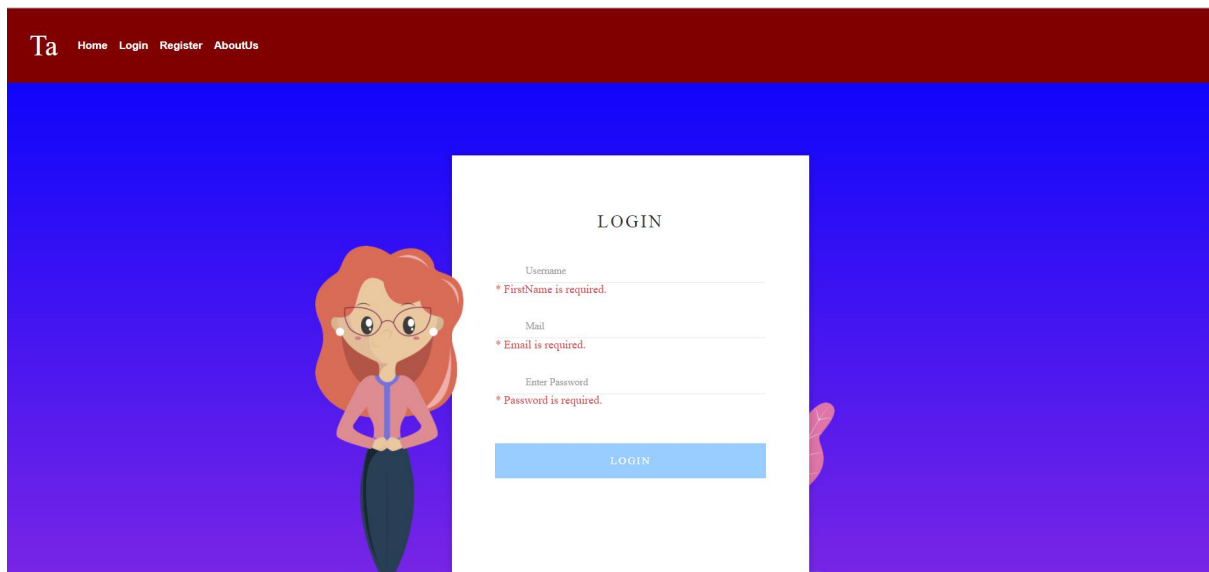 Ta Home Login Register AboutUs
LOGIN
Username
* FirstName is required.
Mail
* Email is required.
Enter Password
* Password is required.
LOGIN